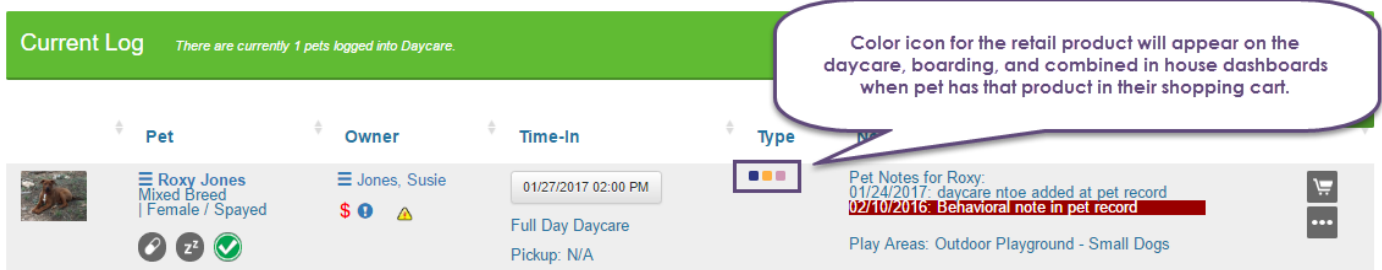 Current Log There are currently 1 pets logged into Daycare.
Color icon for the retail product will appear on the
daycare, boarding, and combined in house dashboards
when pet has that product in their shopping cart.
Pet Owner Time-In Type
Roxy Jones
Mixed Breed
| Female / Spayed
Jones, Susie
$
01/27/2017 02:00 PM
Full Day Daycare
Pickup: N/A
Pet Notes for Roxy:
01/24/2017: daycare ntoe added at pet record
02/10/2016: Behavioral note in pet record
Play Areas: Outdoor Playground - Small Dogs